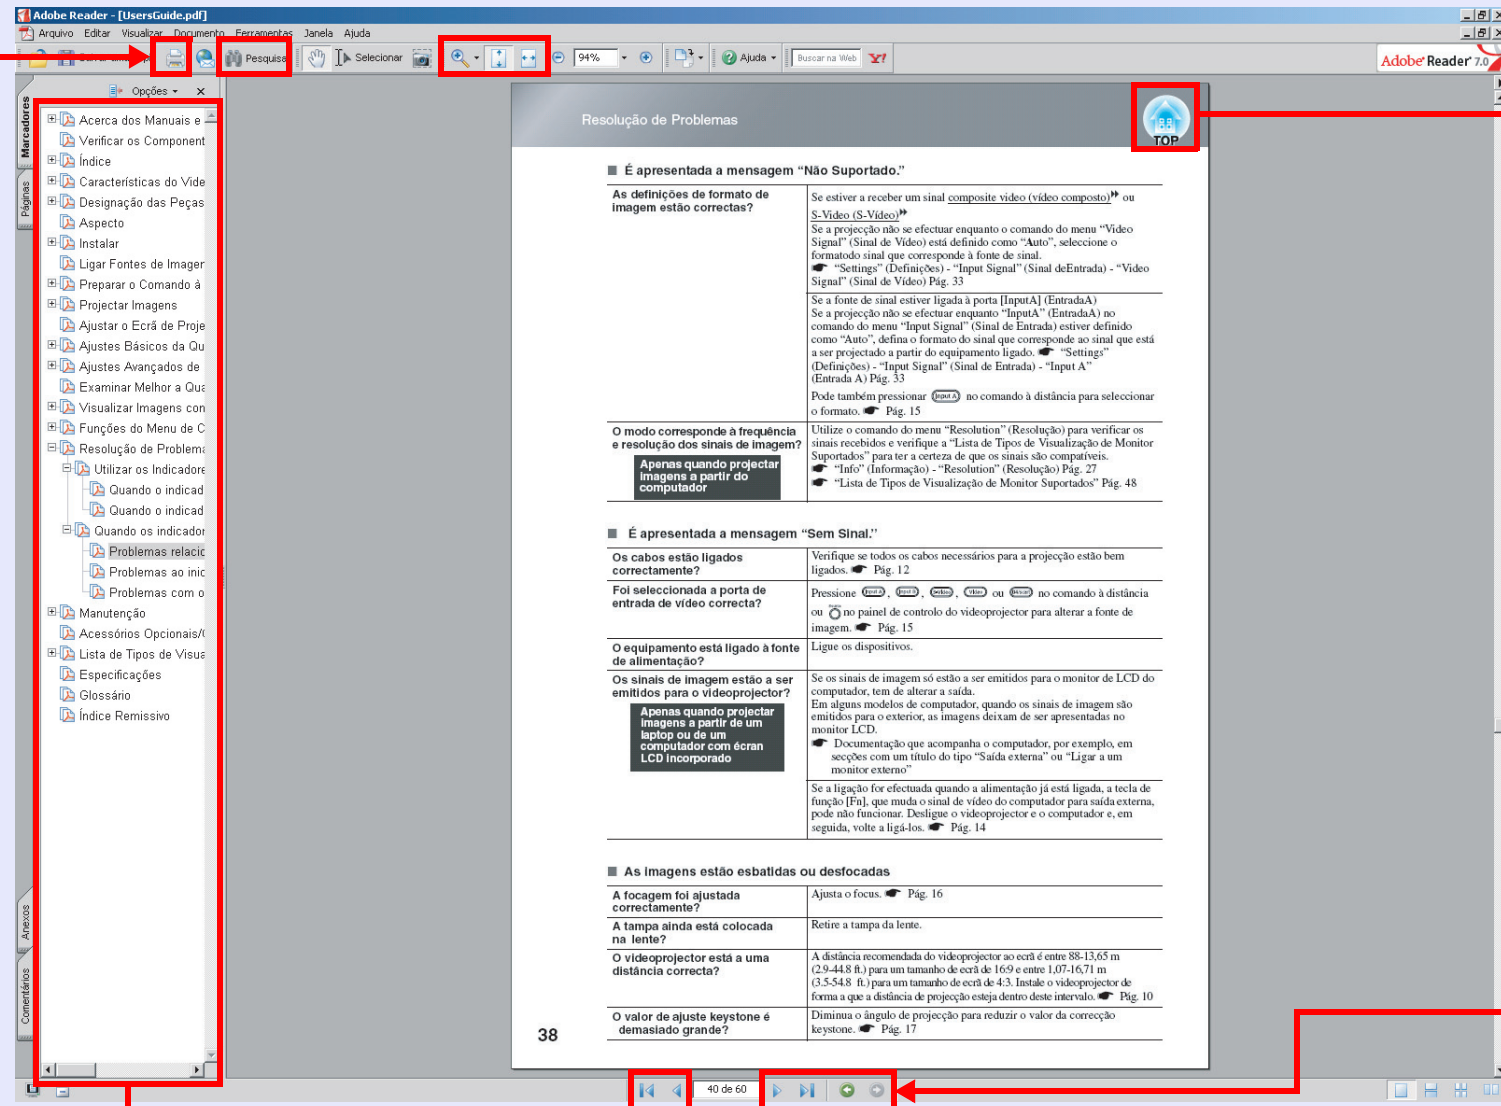 Adobe Reader - [UsersGuide.pdf]
Arquivo Editar Visualizar Documento Ferramentas Janela Ajuda
Pesquisa Selecionar 94% Ajuda Buscar na Web Y!
Adobe Reader 7.0
Opções x
Marcadores
Páginas
Anexos
Comentários
Acerca dos Manuais e
Verificar os Component
Índice
Características do Vide
Designação das Peças
Aspecto
Instalar
Ligar Fontes de Imager
Preparar o Comando à
Projectar Imagens
Ajustar o Ecrã de Proje
Ajustes Básicos da Qu
Ajustes Avançados de
Examinar Melhor a Qua
Visualizar Imagens con
Funções do Menu de C
Resolução de Problema
Utilizar os Indicadore
Quando o indicad
Quando o indicad
Quando os indicador
Problemas relacic
Problemas ao inic
Problemas com o
Manutenção
Acessórios Opcionais/
Lista de Tipos de Visua
Especificações
Glossário
Índice Remissivo
Resolução de Problemas
TOP
É apresentada a mensagem “Não Suportado.”
As definições de formato de
imagem estão correctas?
Se estiver a receber um sinal composite video (vídeo composto) ou
S-Video (S-Vídeo)
Se a projecção não se efectuar enquanto o comando do menu “Video
Signal” (Sinal de Vídeo) está definido como “Auto”, seleccione o
formatodo sinal que corresponde à fonte de sinal.
“Settings” (Definições) - “Input Signal” (Sinal deEntrada) - “Video
Signal” (Sinal de Vídeo) Pág. 33
Se a fonte de sinal estiver ligada à porta [InputA] (EntradaA)
Se a projecção não se efectuar enquanto “InputA” (EntradaA) no
comando do menu “Input Signal” (Sinal de Entrada) estiver definido
como “Auto”, defina o formato do sinal que corresponde ao sinal que está
a ser projectado a partir do equipamento ligado. “Settings”
(Definições) - “Input Signal” (Sinal de Entrada) - “Input A”
(Entrada A) Pág. 33
Pode também pressionar Input A no comando à distância para seleccionar
o formato. Pág. 15
O modo corresponde à frequência
e resolução dos sinais de imagem?
Apenas quando projectar
imagens a partir do
computador
Utilize o comando do menu “Resolution” (Resolução) para verificar os
sinais recebidos e verifique a “Lista de Tipos de Visualização de Monitor
Suportados” para ter a certeza de que os sinais são compatíveis.
“Info” (Informação) - “Resolution” (Resolução) Pág. 27
“Lista de Tipos de Visualização de Monitor Suportados” Pág. 48
É apresentada a mensagem “Sem Sinal.”
Os cabos estão ligados
correctamente?
Verifique se todos os cabos necessários para a projecção estão bem
ligados. Pág. 12
Foi seleccionada a porta de
entrada de vídeo correcta?
Pressione , , , Video ou no comando à distância
ou no painel de controlo do videoprojector para alterar a fonte de
imagem. Pág. 15
O equipamento está ligado à fonte
de alimentação?
Ligue os dispositivos.
Os sinais de imagem estão a ser
emitidos para o videoprojector?
Apenas quando projectar
imagens a partir de um
laptop ou de um
computador com écran
LCD incorporado
Se os sinais de imagem só estão a ser emitidos para o monitor de LCD do
computador, tem de alterar a saída.
Em alguns modelos de computador, quando os sinais de imagem são
emitidos para o exterior, as imagens deixam de ser apresentadas no
monitor LCD.
Documentação que acompanha o computador, por exemplo, em
secções com um título do tipo “Saída externa” ou “Ligar a um
monitor externo”
Se a ligação for efectuada quando a alimentação já está ligada, a tecla de
função [Fn], que muda o sinal de vídeo do computador para saída externa,
pode não funcionar. Desligue o videoprojector e o computador e, em
seguida, volte a ligá-los. Pág. 14
As imagens estão esbatidas ou desfocadas
A focagem foi ajustada
correctamente?
Ajusta o focus. Pág. 16
A tampa ainda está colocada
na lente?
Retire a tampa da lente.
O videoprojector está a uma
distância correcta?
A distância recomendada do videoprojector ao ecrã é entre 88-13,65 m
(2.9-44.8 ft.) para um tamanho de ecrã de 16:9 e entre 1,07-16,71 m
(3.5-54.8 ft.) para um tamanho de ecrã de 4:3. Instale o videoprojector de
forma a que a distância de projecção esteja dentro deste intervalo. Pág. 10
O valor de ajuste keystone é
demasiado grande?
Diminua o ângulo de projecção para reduzir o valor da correcção
keystone. Pág. 17
38
40 de 60